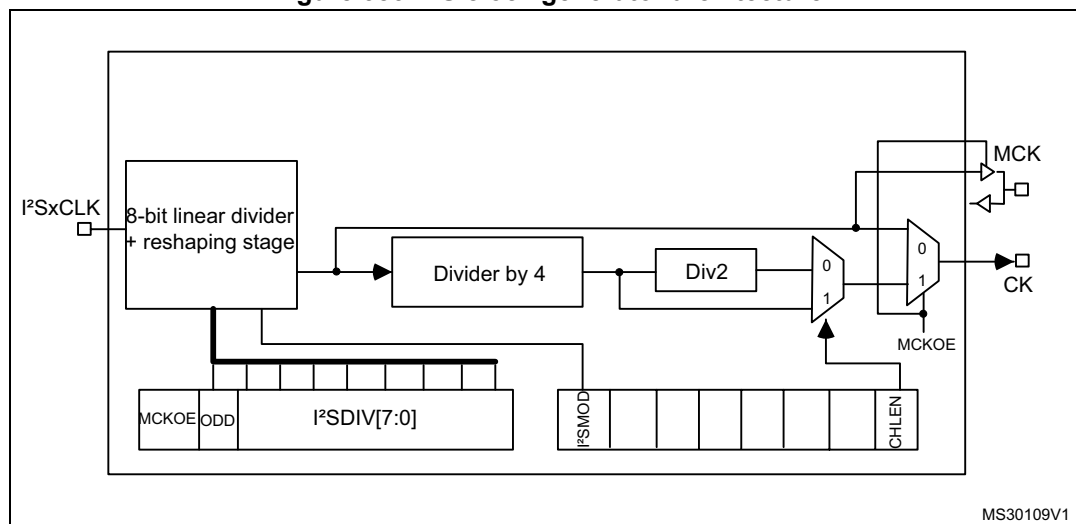 MCK
I²SxCLK
8-bit linear divider
+ reshaping stage
Divider by 4
Div2
0
1
0
1
CK
MCKOE
MCKOE
ODD
I²SDIV[7:0]
I²SMOD
CHLEN
MS30109V1